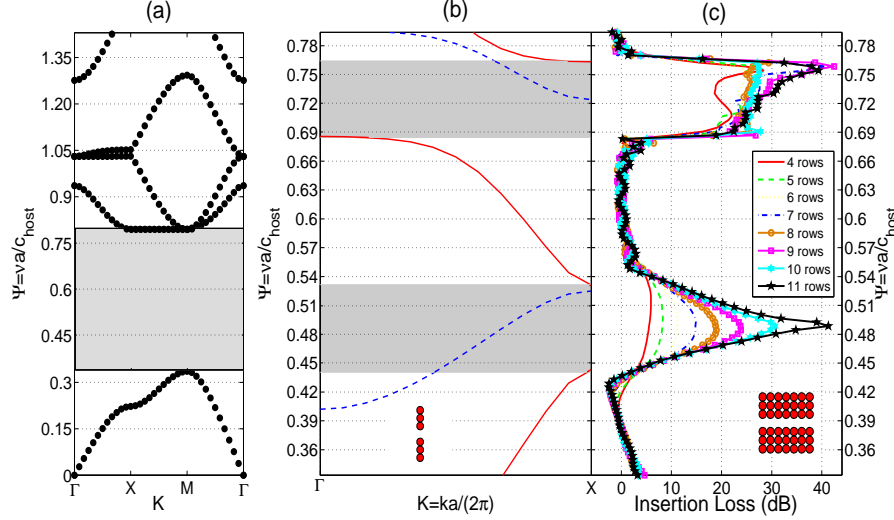 (a)
Ψ=νa/c_host
1.35
1.2
1.05
0.9
0.75
0.6
0.45
0.3
0.15
0
Γ
X
M
Γ
K
(b)
Ψ=νa/c_host
0.78
0.75
0.72
0.69
0.66
0.63
0.6
0.57
0.54
0.51
0.48
0.45
0.42
0.39
0.36
Γ
X
K=ka/(2π)
(c)
4 rows
5 rows
6 rows
7 rows
8 rows
9 rows
10 rows
11 rows
0.78
0.75
0.72
0.69
0.66
0.63
0.6
0.57
0.54
0.51
0.48
0.45
0.42
0.39
0.36
Ψ=νa/c_host
0
10
20
30
40
Insertion Loss (dB)